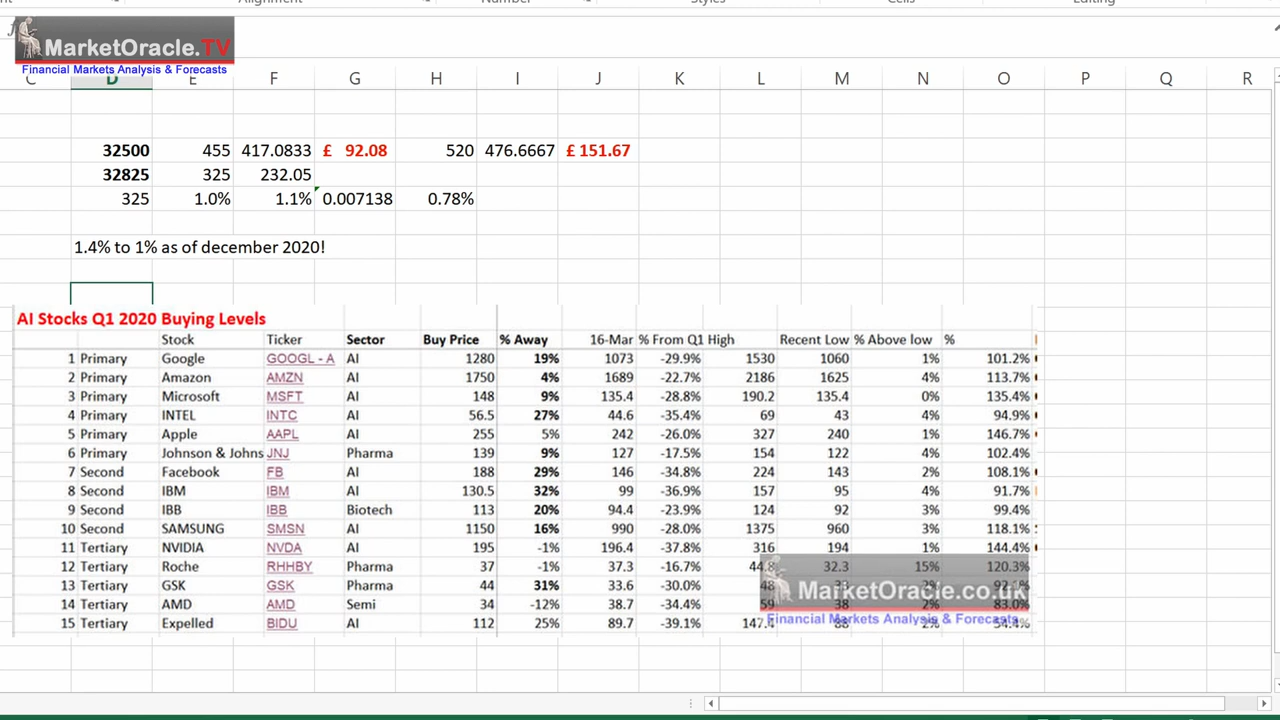 Alignment Number Styles Cells Editing
MarketOracle.TV
Financial Markets Analysis & Forecasts
C D E F G H I J K L M N O P Q R
32500 455 417.0833 £ 92.08 520 476.6667 £ 151.67
32825 325 232.05
325 1.0% 1.1% 0.007138 0.78%
1.4% to 1% as of december 2020!
AI Stocks Q1 2020 Buying Levels
Stock Ticker Sector Buy Price % Away 16-Mar % From Q1 High Recent Low % Above low %
1 Primary Google GOOGL - A AI 1280 19% 1073 -29.9% 1530 1060 1% 101.2%
2 Primary Amazon AMZN AI 1750 4% 1689 -22.7% 2186 1625 4% 113.7%
3 Primary Microsoft MSFT AI 148 9% 135.4 -28.8% 190.2 135.4 0% 135.4%
4 Primary INTEL INTC AI 56.5 27% 44.6 -35.4% 69 43 4% 94.9%
5 Primary Apple AAPL AI 255 5% 242 -26.0% 327 240 1% 146.7%
6 Primary Johnson & Johns JNJ Pharma 139 9% 127 -17.5% 154 122 4% 102.4%
7 Second Facebook FB AI 188 29% 146 -34.8% 224 143 2% 108.1%
8 Second IBM IBM AI 130.5 32% 99 -36.9% 157 95 4% 91.7%
9 Second IBB IBB Biotech 113 20% 94.4 -23.9% 124 92 3% 99.4%
10 Second SAMSUNG SMSN AI 1150 16% 990 -28.0% 1375 960 3% 118.1%
11 Tertiary NVIDIA NVDA AI 195 -1% 196.4 -37.8% 316 194 1% 144.4%
12 Tertiary Roche RHHBY Pharma 37 -1% 37.3 -16.7% 44.8 32.3 15% 120.3%
13 Tertiary GSK GSK Pharma 44 31% 33.6 -30.0% 48 2%
14 Tertiary AMD AMD Semi 34 -12% 38.7 -34.4% 59 38 2% 83.0%
15 Tertiary Expelled BIDU AI 112 25% 89.7 -39.1% 147.4 88 2%
MarketOracle.co.uk
Financial Markets Analysis & Forecasts